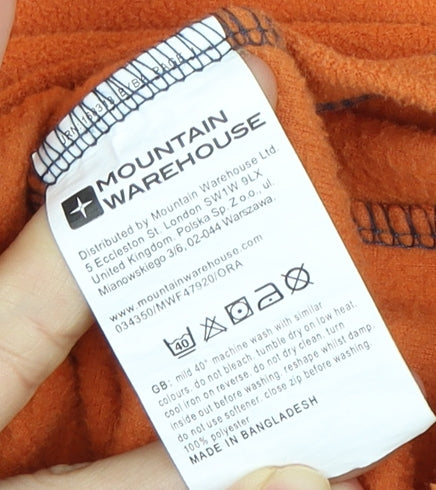 MOUNTAIN
WAREHOUSE
Distributed by Mountain Warehouse Ltd.
5 Eccleston St. London SW1W 9LX
United Kingdom. Polska Sp. Z o.o., ul.
Mianowskiego 3/6, 02-044 Warszawa.
www.mountainwarehouse.com
034350/MWF47920/ORA
40
GB: mild 40° machine wash with similar
colours. do not bleach. tumble dry on low heat.
cool iron on reverse. do not dry clean. turn
inside out before washing. reshape whilst damp.
do not use softener. close zip before washing.
100% polyester
MADE IN BANGLADESH